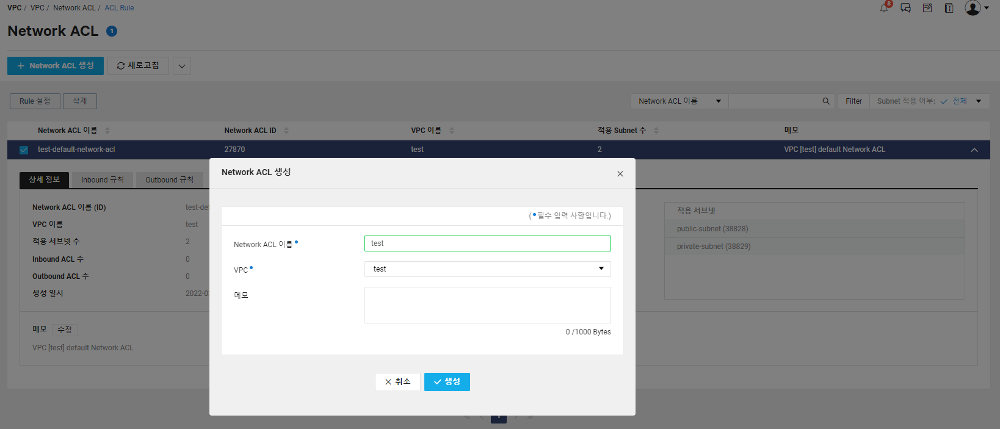 VPC / VPC / Network ACL / ACL Rule
8
Network ACL 1
+ Network ACL 생성 새로고침
Rule 설정 삭제 Network ACL 이름 Filter Subnet 적용 여부: 전체
Network ACL 이름 Network ACL ID VPC 이름 적용 Subnet 수 메모
test-default-network-acl 27870 test 2 VPC [test] default Network ACL
Network ACL 생성
상세 정보 Inbound 규칙 Outbound 규칙
Network ACL 이름 (ID) test-def
적용 서브넷
(•필수 입력 사항입니다.)
VPC 이름 test
public-subnet (38828)
적용 서브넷 수 2
Network ACL 이름• test
private-subnet (38829)
Inbound ACL 수 0
VPC• test
Outbound ACL 수 0
생성 일시 2022-03
메모
0 /1000 Bytes
메모 수정
VPC [test] default Network ACL
취소 생성